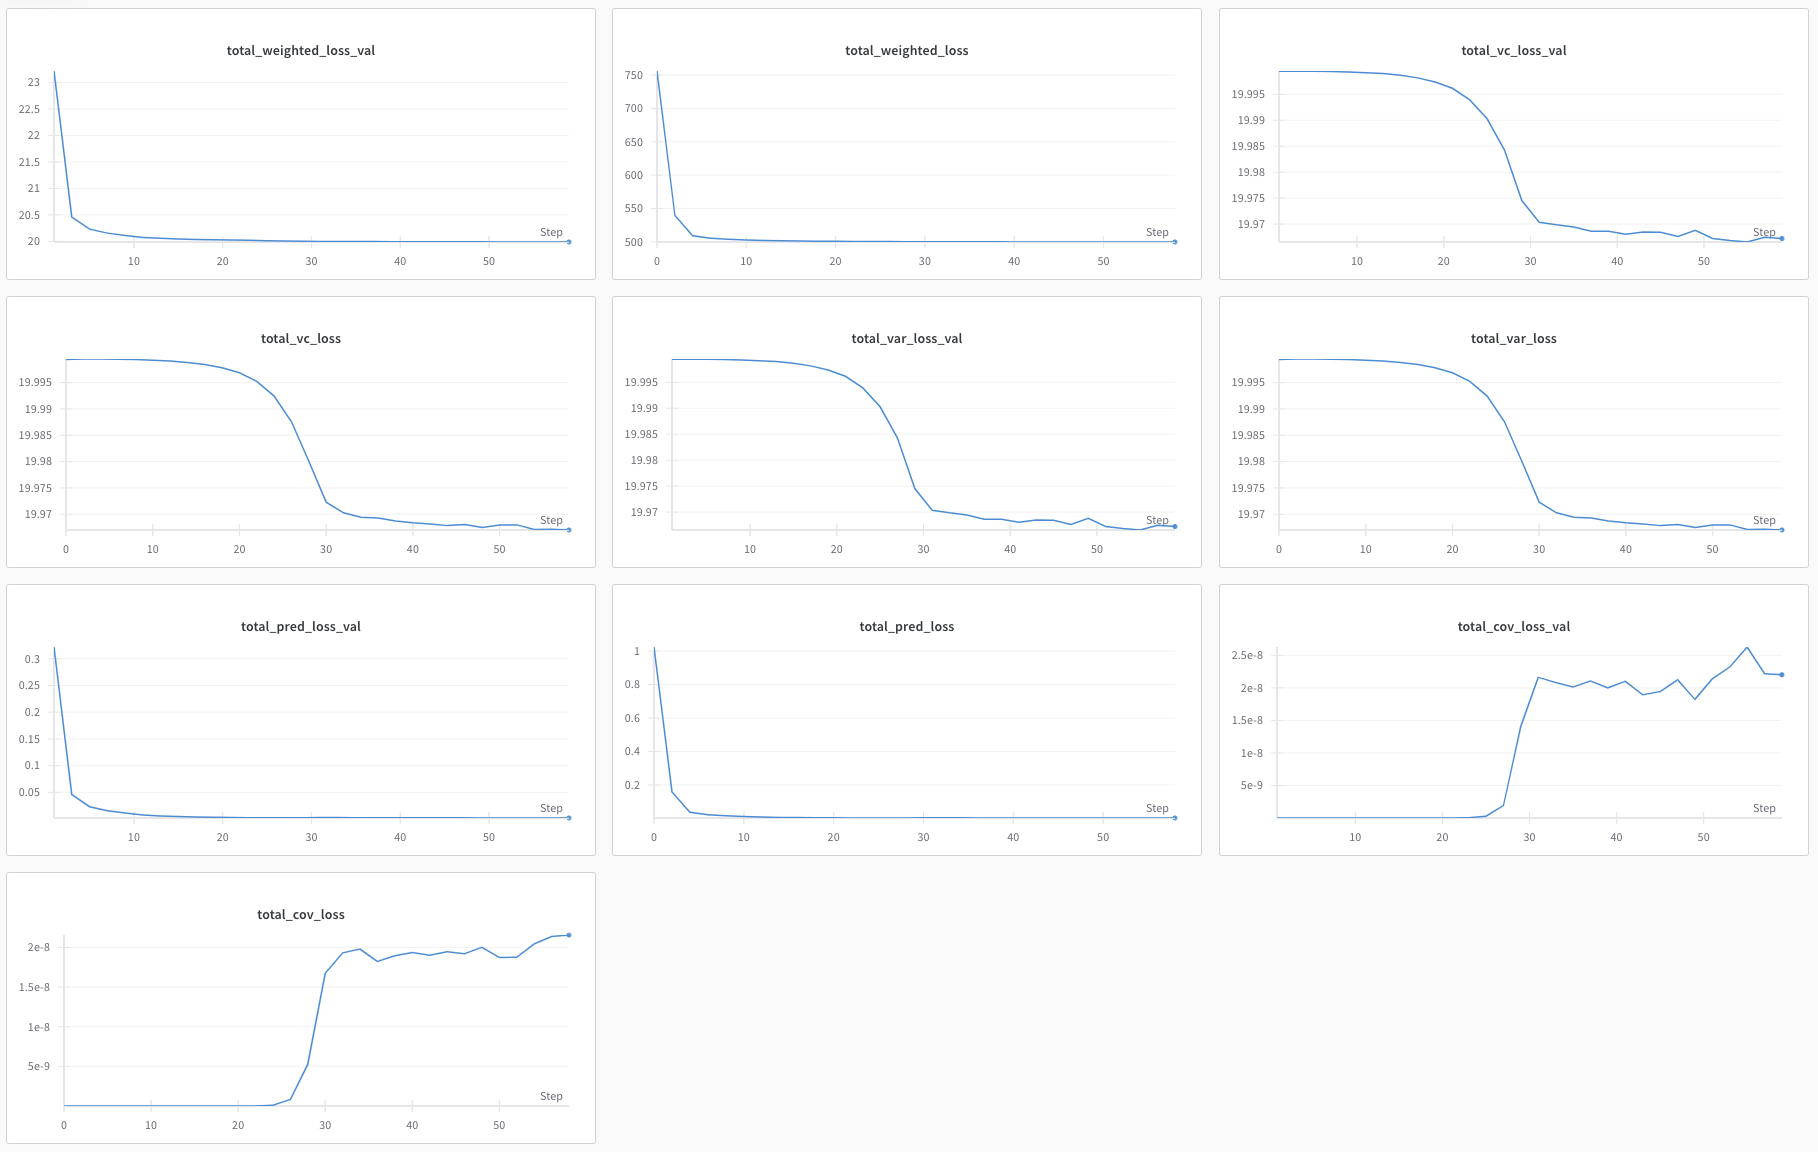 total_weighted_loss_val
23
22.5
22
21.5
21
20.5
20
Step
10 20 30 40 50
total_weighted_loss
750
700
650
600
550
500
Step
0 10 20 30 40 50
total_vc_loss_val
19.995
19.99
19.985
19.98
19.975
19.97
Step
10 20 30 40 50
total_vc_loss
19.995
19.99
19.985
19.98
19.975
19.97
Step
0 10 20 30 40 50
total_var_loss_val
19.995
19.99
19.985
19.98
19.975
19.97
Step
10 20 30 40 50
total_var_loss
19.995
19.99
19.985
19.98
19.975
19.97
Step
0 10 20 30 40 50
total_pred_loss_val
0.3
0.25
0.2
0.15
0.1
0.05
Step
10 20 30 40 50
total_pred_loss
1
0.8
0.6
0.4
0.2
Step
0 10 20 30 40 50
total_cov_loss_val
2.5e-8
2e-8
1.5e-8
1e-8
5e-9
Step
10 20 30 40 50
total_cov_loss
2e-8
1.5e-8
1e-8
5e-9
Step
0 10 20 30 40 50